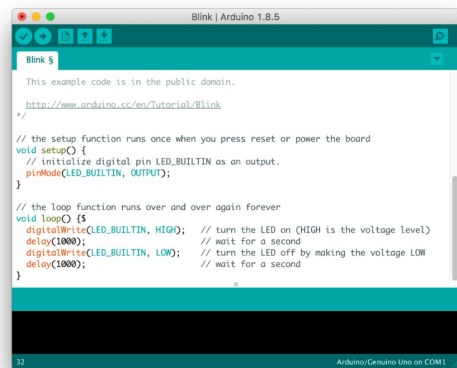 Blink | Arduino 1.8.5
Blink §
This example code is in the public domain.
http://www.arduino.cc/en/Tutorial/Blink
*/
// the setup function runs once when you press reset or power the board
void setup() {
// initialize digital pin LED_BUILTIN as an output.
pinMode(LED_BUILTIN, OUTPUT);
}
// the loop function runs over and over again forever
void loop() {$
digitalWrite(LED_BUILTIN, HIGH);   // turn the LED on (HIGH is the voltage level)
delay(1000);                       // wait for a second
digitalWrite(LED_BUILTIN, LOW);    // turn the LED off by making the voltage LOW
delay(1000);                       // wait for a second
}
32 Arduino/Genuino Uno on COM1